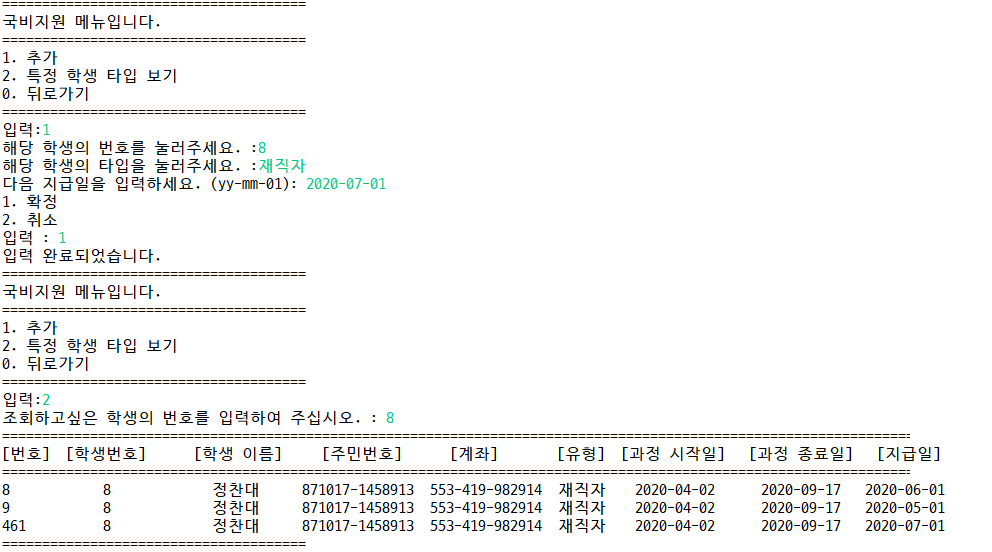 ======================================
국비지원 메뉴입니다.
======================================
1. 추가
2. 특정 학생 타입 보기
0. 뒤로가기
======================================
입력:1
해당 학생의 번호를 눌러주세요. :8
해당 학생의 타입을 눌러주세요. :재직자
다음 지급일을 입력하세요. (yy-mm-01): 2020-07-01
1. 확정
2. 취소
입력 : 1
입력 완료되었습니다.
======================================
국비지원 메뉴입니다.
======================================
1. 추가
2. 특정 학생 타입 보기
0. 뒤로가기
======================================
입력:2
조회하고싶은 학생의 번호를 입력하여 주십시오. : 8
==================================================================================================================
[번호] [학생번호] [학생 이름] [주민번호] [계좌] [유형] [과정 시작일] [과정 종료일] [지급일]
==================================================================================================================
8 8 정찬대 871017-1458913 553-419-982914 재직자 2020-04-02 2020-09-17 2020-06-01
9 8 정찬대 871017-1458913 553-419-982914 재직자 2020-04-02 2020-09-17 2020-05-01
461 8 정찬대 871017-1458913 553-419-982914 재직자 2020-04-02 2020-09-17 2020-07-01
======================================